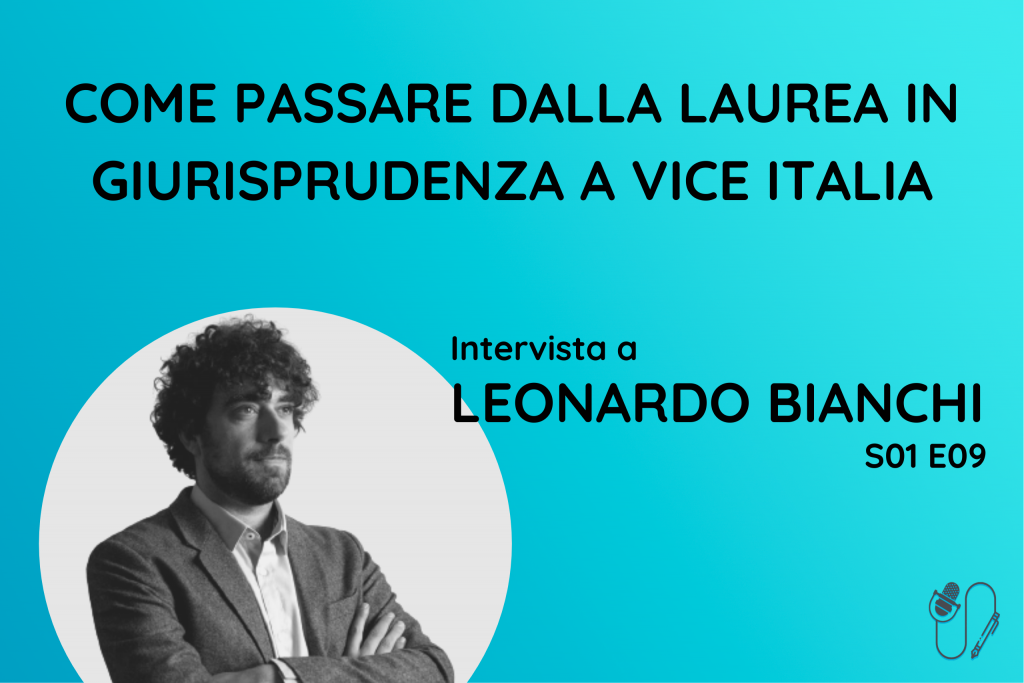 COME PASSARE DALLA LAUREA IN
GIURISPRUDENZA A VICE ITALIA
Intervista a
LEONARDO BIANCHI
S01 E09